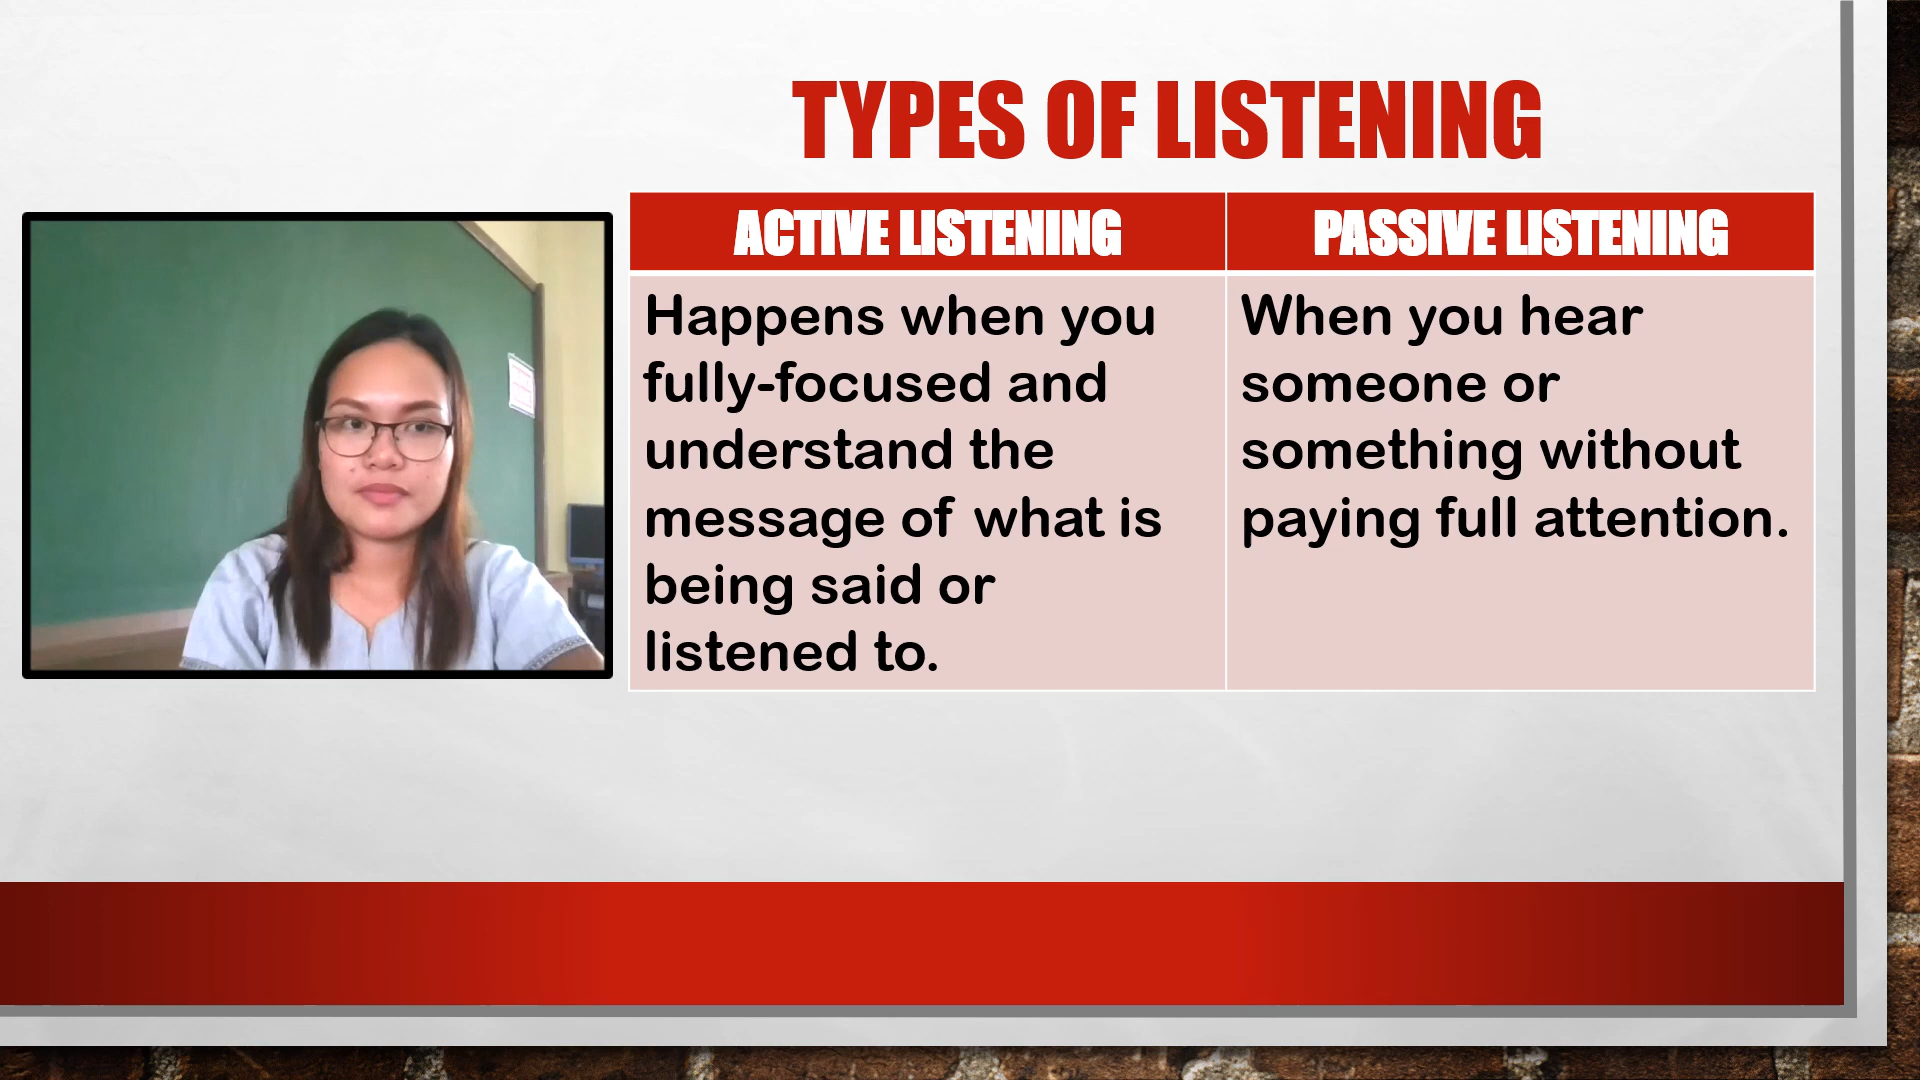 TYPES OF LISTENING
ACTIVE LISTENING
PASSIVE LISTENING
Happens when you
fully-focused and
understand the
message of what is
being said or
listened to.
When you hear
someone or
something without
paying full attention.